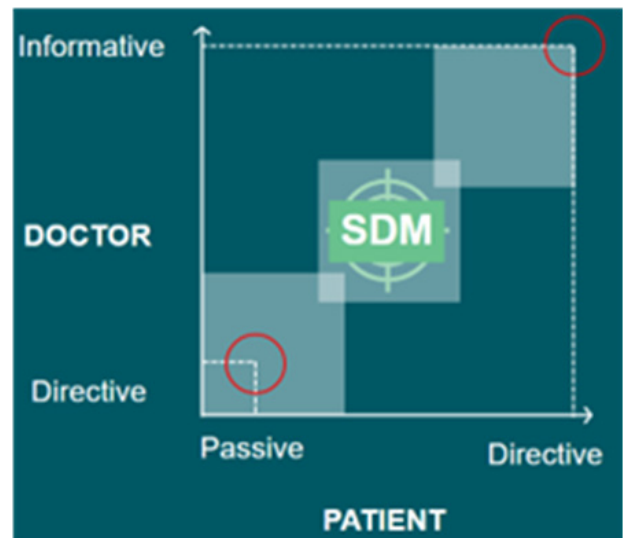 Informative
SDM
DOCTOR
Directive
Passive
Directive
PATIENT